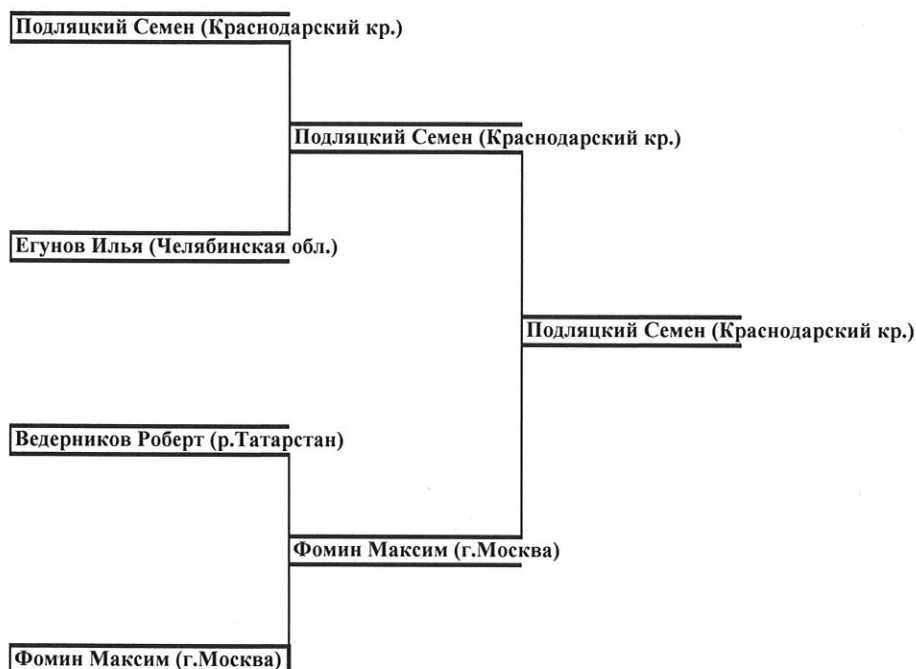 Подляцкий Семен (Краснодарский кр.)
Подляцкий Семен (Краснодарский кр.)
Егунов Илья (Челябинская обл.)
Подляцкий Семен (Краснодарский кр.)
Ведерников Роберт (р.Татарстан)
Фомин Максим (г.Москва)
Фомин Максим (г.Москва)